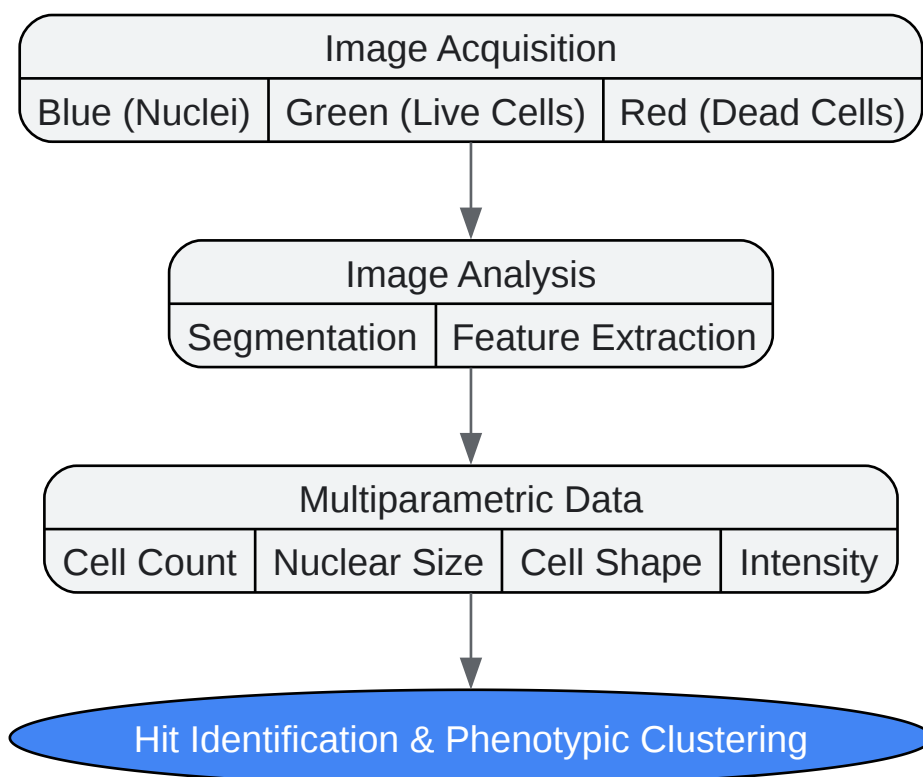 Image Acquisition
Blue (Nuclei) Green (Live Cells) Red (Dead Cells)
Image Analysis
Segmentation Feature Extraction
Multiparametric Data
Cell Count Nuclear Size Cell Shape Intensity
Hit Identification & Phenotypic Clustering